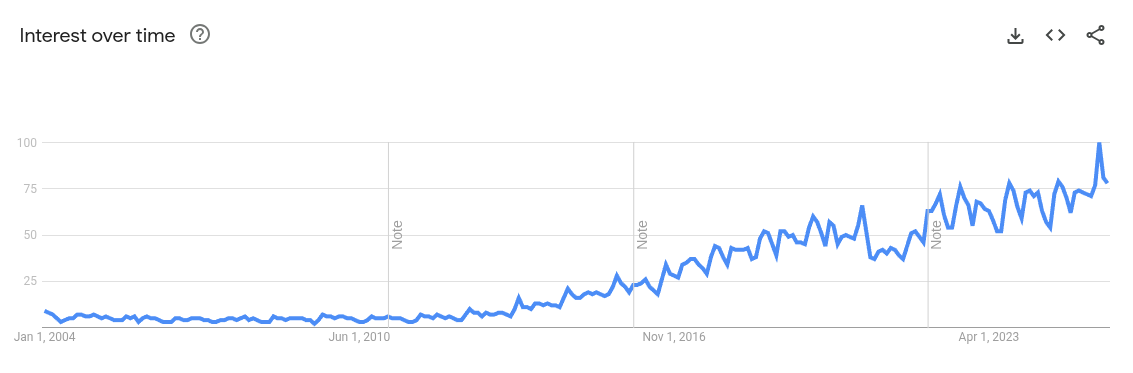 Interest over time
100
75
50
25
Note
Note
Note
Jan 1, 2004
Jun 1, 2010
Nov 1, 2016
Apr 1, 2023